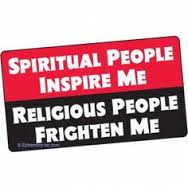 SPIRITUAL PEOPLE
INSPIRE ME
RELIGIOUS PEOPLE
FRIGHTEN ME